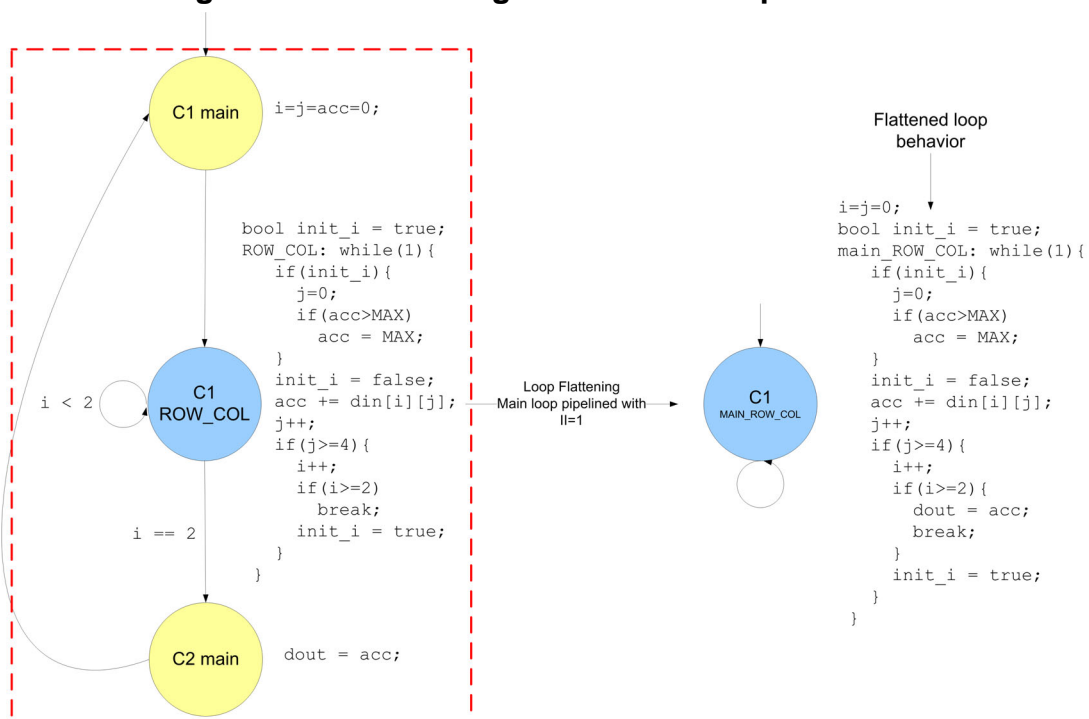 C1 main
i=j=acc=0;
bool init_i = true;
ROW_COL: while(1){
if(init_i){
j=0;
if(acc>MAX)
acc = MAX;
}
init_i = false;
acc += din[i][j];
j++;
if(j>=4){
i++;
if(i>=2)
break;
init_i = true;
}
}
C1
ROW_COL
i < 2
i == 2
C2 main
dout = acc;
Loop Flattening
Main loop pipelined with
II=1
C1
MAIN_ROW_COL
Flattened loop
behavior
i=j=0;
bool init_i = true;
main_ROW_COL: while(1){
if(init_i){
j=0;
if(acc>MAX)
acc = MAX;
}
init_i = false;
acc += din[i][j];
j++;
if(j>=4){
i++;
if(i>=2){
dout = acc;
break;
}
init_i = true;
}
}